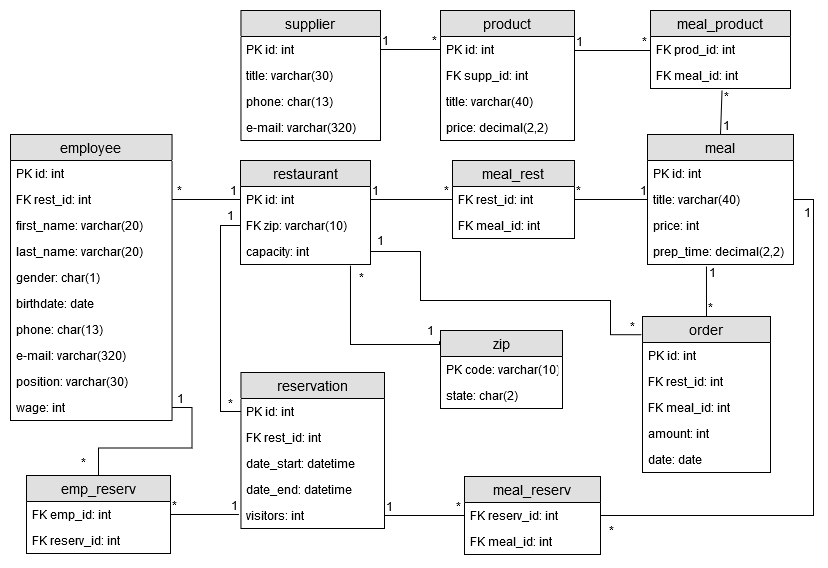 supplier
PK id: int
title: varchar(30)
phone: char(13)
e-mail: varchar(320)
product
PK id: int
FK supp_id: int
title: varchar(40)
price: decimal(2,2)
meal_product
FK prod_id: int
FK meal_id: int
1
*
1
*
*
1
employee
PK id: int
FK rest_id: int
first_name: varchar(20)
last_name: varchar(20)
gender: char(1)
birthdate: date
phone: char(13)
e-mail: varchar(320)
position: varchar(30)
wage: int
*
1
restaurant
PK id: int
FK zip: varchar(10)
capacity: int
1
*
meal_rest
FK rest_id: int
FK meal_id: int
*
1
meal
PK id: int
title: varchar(40)
price: int
prep_time: decimal(2,2)
1
1
1
*
1
*
1
*
zip
PK code: varchar(10)
state: char(2)
order
PK id: int
FK rest_id: int
FK meal_id: int
amount: int
date: date
reservation
PK id: int
FK rest_id: int
date_start: datetime
date_end: datetime
visitors: int
*
1
*
emp_reserv
FK emp_id: int
FK reserv_id: int
*
1
1
*
meal_reserv
FK reserv_id: int
FK meal_id: int
*